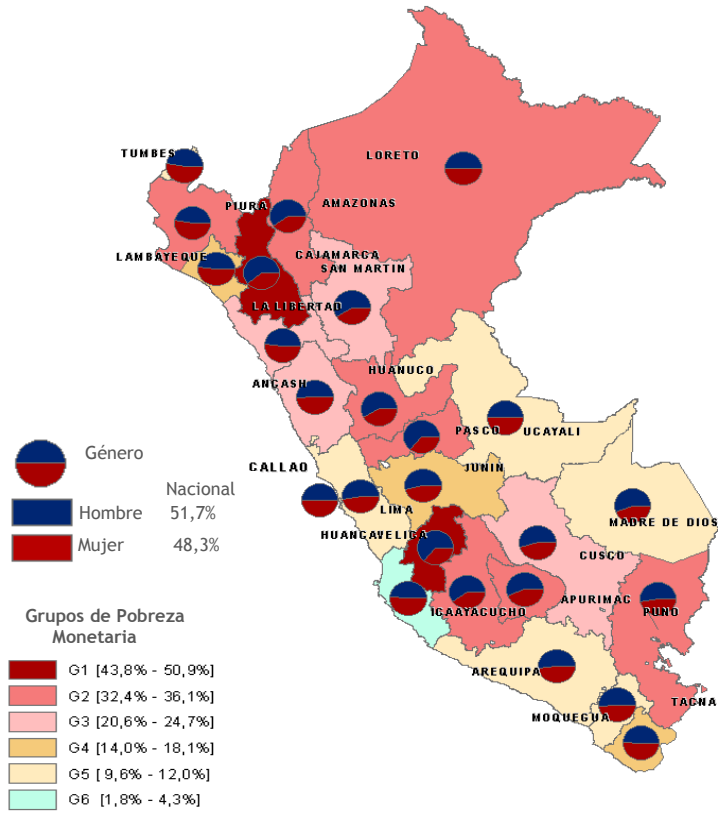 TUMBES
LORETO
PIURA
AMAZONAS
LAMBAYEQUE
CAJAMARCA
SAN MARTIN
LA LIBERTAD
HUANUCO
ANCASH
PASCO
UCAYALI
CALLAO
JUNIN
LIMA
MADRE DE DIOS
HUANCAVELICA
CUSCO
APURIMAC
ICA
AYACUCHO
PUNO
AREQUIPA
TACNA
MOQUEGUA
Género
Nacional
Hombre 51,7%
Mujer 48,3%
Grupos de Pobreza
Monetaria
G1 [43,8% - 50,9%]
G2 [32,4% - 36,1%]
G3 [20,6% - 24,7%]
G4 [14,0% - 18,1%]
G5 [ 9,6% - 12,0%]
G6 [1,8% - 4,3%]